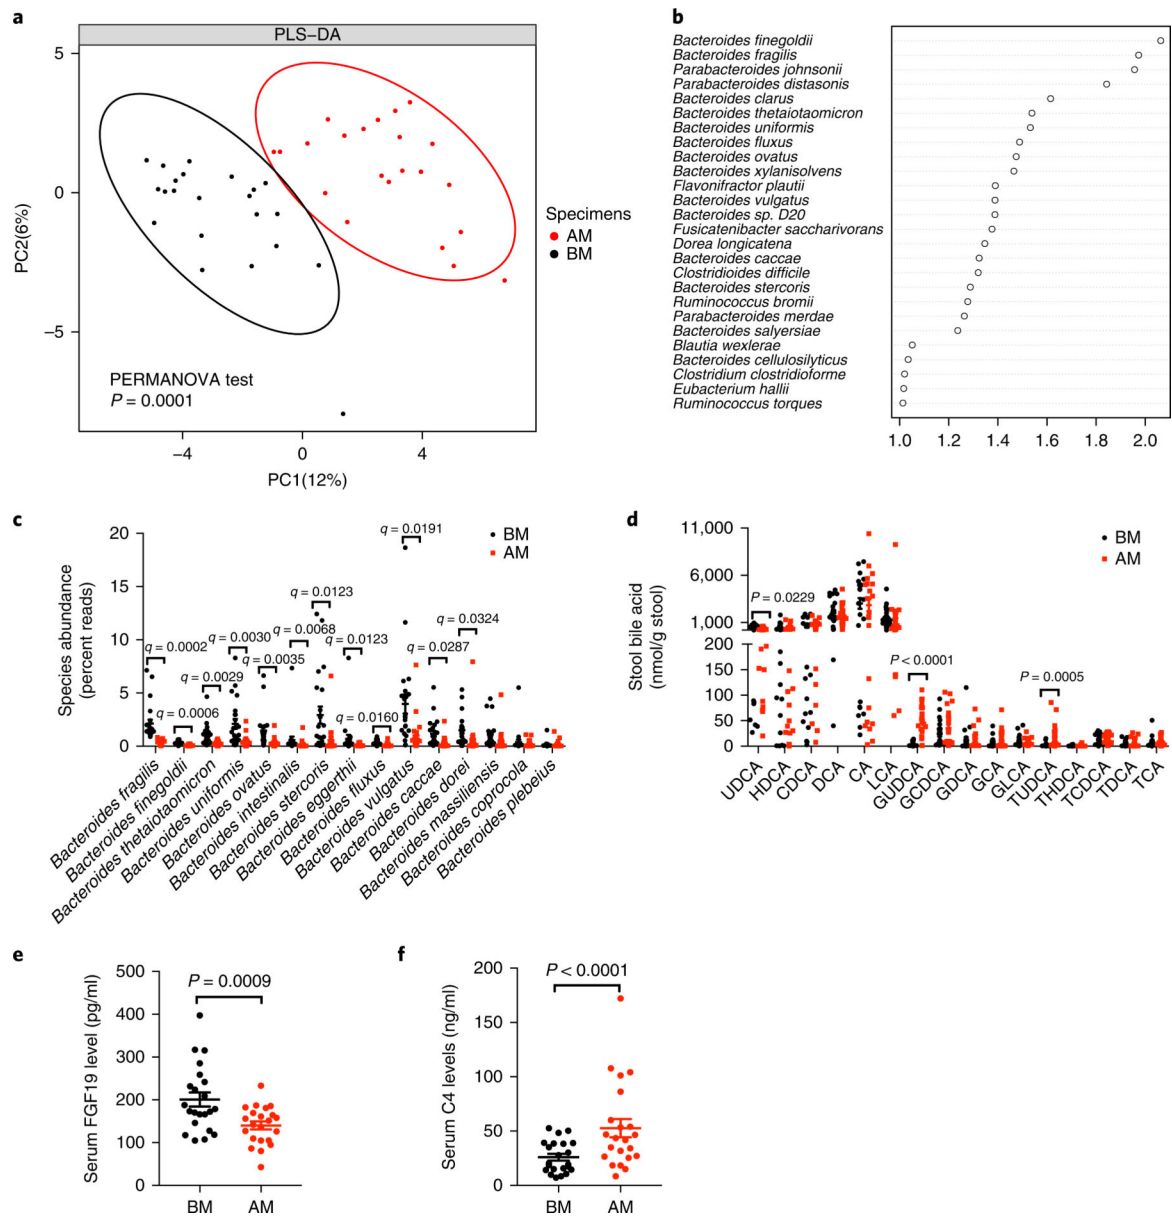 a
PLS–DA
5
0
−5
PC2(6%)
PERMANOVA test
P = 0.0001
−4
0
4
PC1(12%)
Specimens
AM
BM
b
Bacteroides finegoldii
Bacteroides fragilis
Parabacteroides johnsonii
Parabacteroides distasonis
Bacteroides clarus
Bacteroides thetaiotaomicron
Bacteroides uniformis
Bacteroides fluxus
Bacteroides ovatus
Bacteroides xylanisolvens
Flavonifractor plautii
Bacteroides vulgatus
Bacteroides sp. D20
Fusicatenibacter saccharivorans
Dorea longicatena
Bacteroides caccae
Clostridioides difficile
Bacteroides stercoris
Ruminococcus bromii
Parabacteroides merdae
Bacteroides salyersiae
Blautia wexlerae
Bacteroides cellulosilyticus
Clostridium clostridioforme
Eubacterium hallii
Ruminococcus torques
1.0 1.2 1.4 1.6 1.8 2.0
c
Species abundance
(percent reads)
20
15
10
5
0
BM
AM
q = 0.0002
q = 0.0006
q = 0.0029
q = 0.0030
q = 0.0035
q = 0.0068
q = 0.0123
q = 0.0123
q = 0.0160
q = 0.0191
q = 0.0287
q = 0.0324
Bacteroides fragilis
Bacteroides finegoldii
Bacteroides thetaiotaomicron
Bacteroides uniformis
Bacteroides ovatus
Bacteroides intestinalis
Bacteroides stercoris
Bacteroides eggerthii
Bacteroides fluxus
Bacteroides vulgatus
Bacteroides caccae
Bacteroides dorei
Bacteroides massiliensis
Bacteroides coprocola
Bacteroides plebeius
d
Stool bile acid
(nmol/g stool)
11,000
6,000
1,000
200
150
100
50
0
BM
AM
P = 0.0229
P < 0.0001
P = 0.0005
UDCA
HDCA
CDCA
DCA
CA
LCA
GUDCA
GCDCA
GDCA
GCA
GLCA
TUDCA
THDCA
TCDCA
TDCA
TCA
e
Serum FGF19 level (pg/ml)
500
400
300
200
100
0
P = 0.0009
BM AM
f
Serum C4 levels (ng/ml)
200
150
100
50
0
P < 0.0001
BM AM